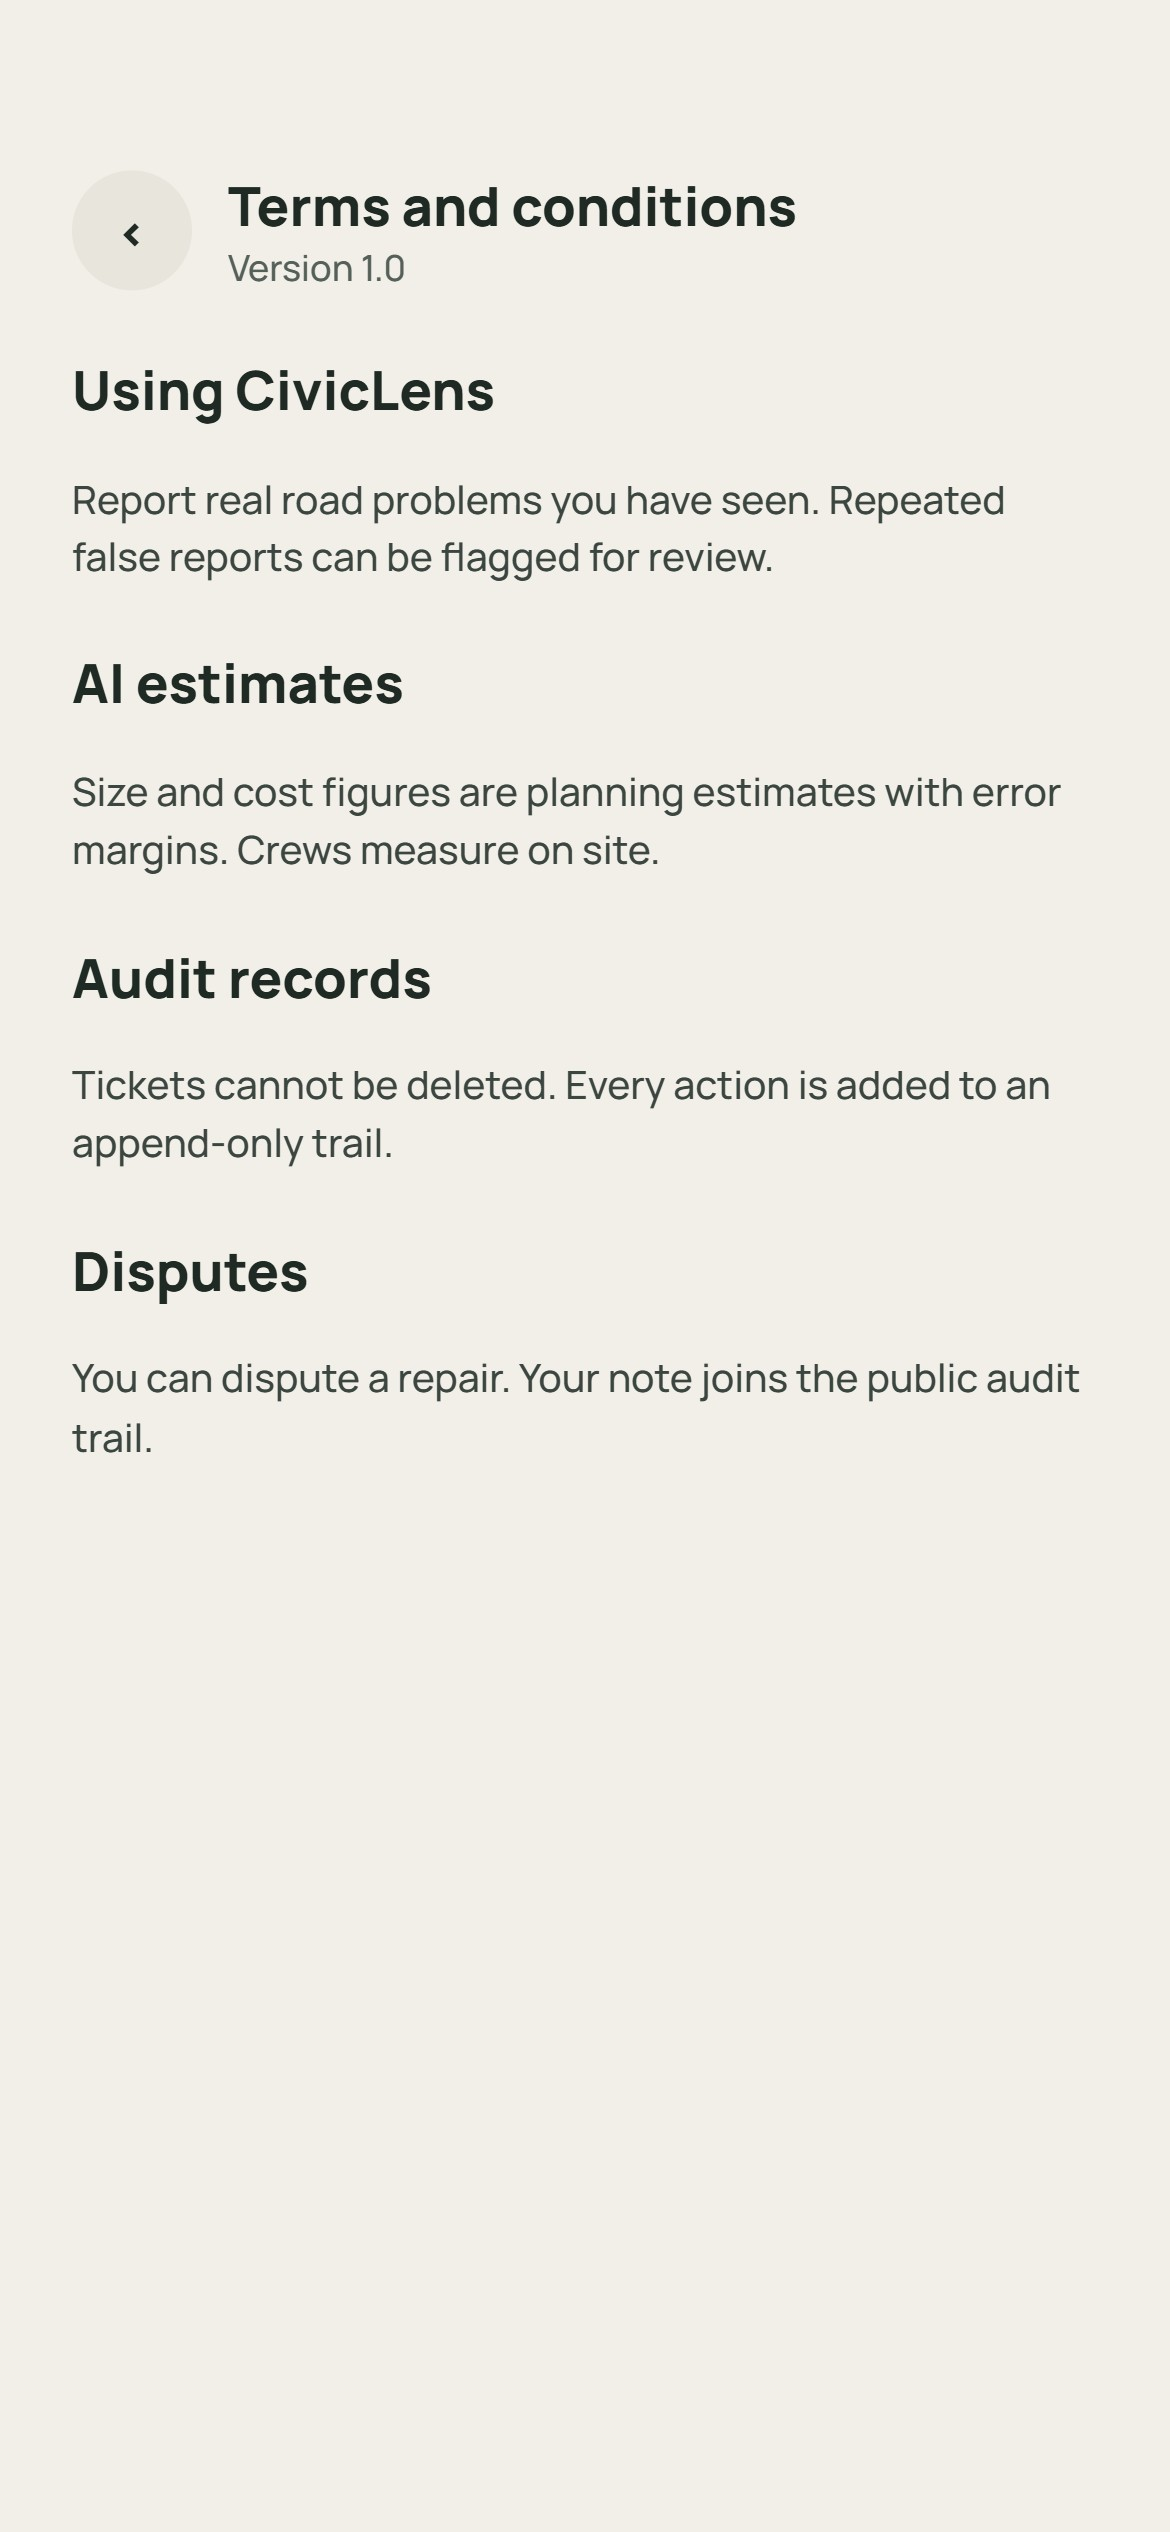 Terms and conditions
Version 1.0
Using CivicLens
Report real road problems you have seen. Repeated
false reports can be flagged for review.
AI estimates
Size and cost figures are planning estimates with error
margins. Crews measure on site.
Audit records
Tickets cannot be deleted. Every action is added to an
append-only trail.
Disputes
You can dispute a repair. Your note joins the public audit
trail.